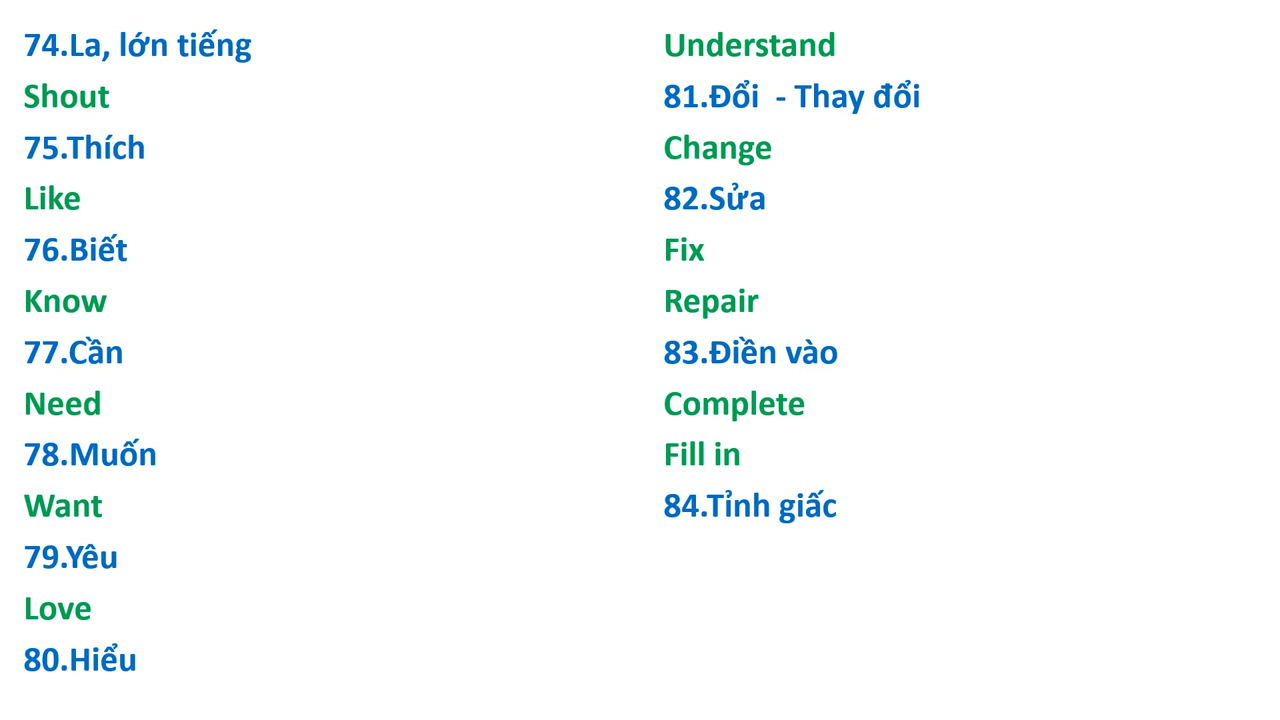 74.La, lớn tiếng
Shout
75.Thích
Like
76.Biết
Know
77.Cần
Need
78.Muốn
Want
79.Yêu
Love
80.Hiểu
Understand
81.Đổi  - Thay đổi
Change
82.Sửa
Fix
Repair
83.Điền vào
Complete
Fill in
84.Tỉnh giấc